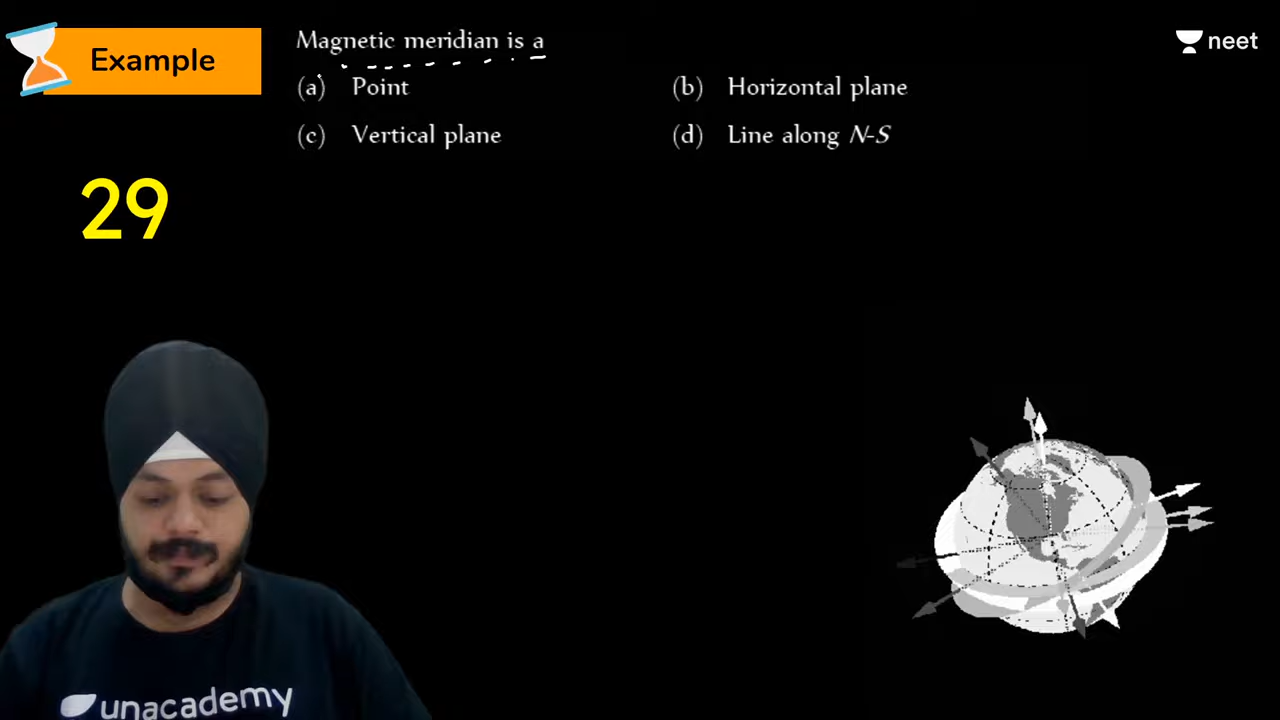 Example
Magnetic meridian is a
neet
(a) Point
(b) Horizontal plane
(c) Vertical plane
(d) Line along N-S
29
unacademy